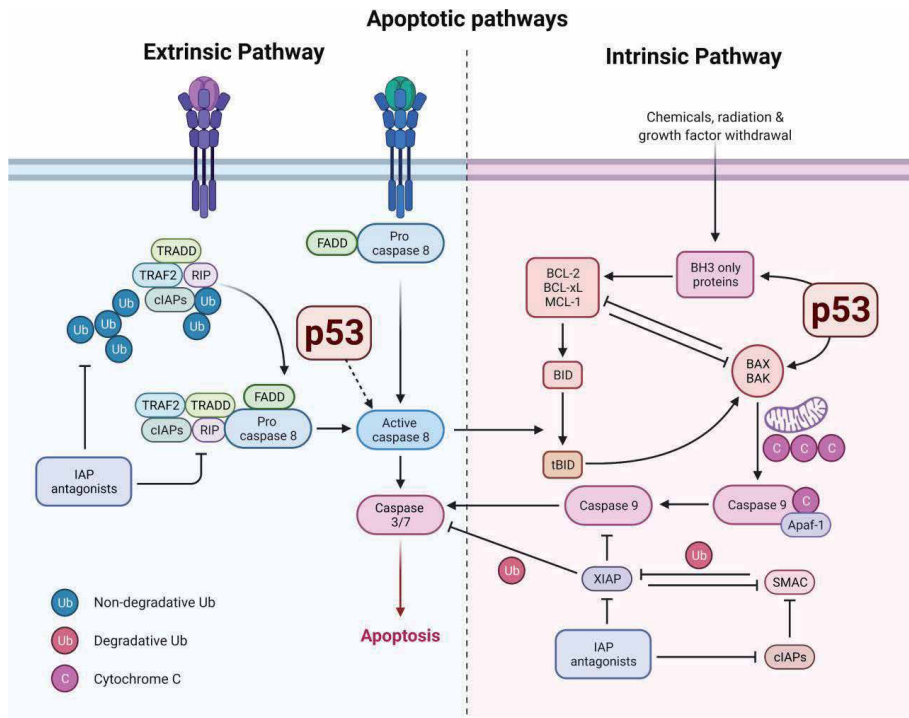 Apoptotic pathways
Extrinsic Pathway
Intrinsic Pathway
Chemicals, radiation &
growth factor withdrawal
FADD
Pro
caspase 8
TRADD
TRAF2
RIP
cIAPs
Ub
Ub
Ub
Ub
Ub
Ub
p53
BCL-2
BCL-xL
MCL-1
BH3 only
proteins
p53
BAX
BAK
BID
tBID
C
C
C
FADD
TRAF2
TRADD
cIAPs
RIP
Pro
caspase 8
Active
caspase 8
IAP
antagonists
Caspase
3/7
Caspase 9
Caspase 9
C
Apaf-1
Ub
Ub
XIAP
SMAC
IAP
antagonists
cIAPs
Apoptosis
Ub
Non-degradative Ub
Ub
Degradative Ub
C
Cytochrome C